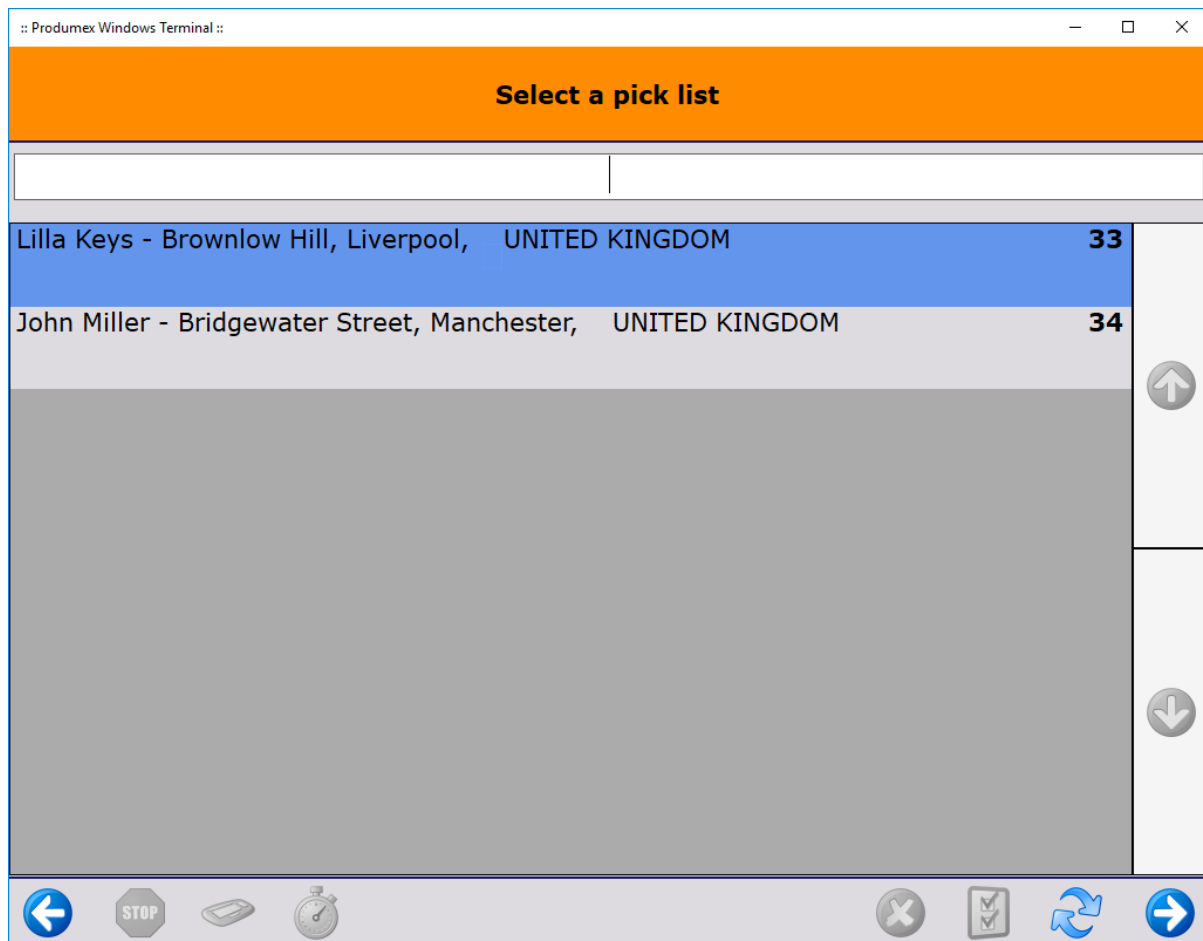 :: Produmex Windows Terminal ::
Select a pick list
Lilla Keys - Brownlow Hill, Liverpool, UNITED KINGDOM 33
John Miller - Bridgewater Street, Manchester, UNITED KINGDOM 34
STOP